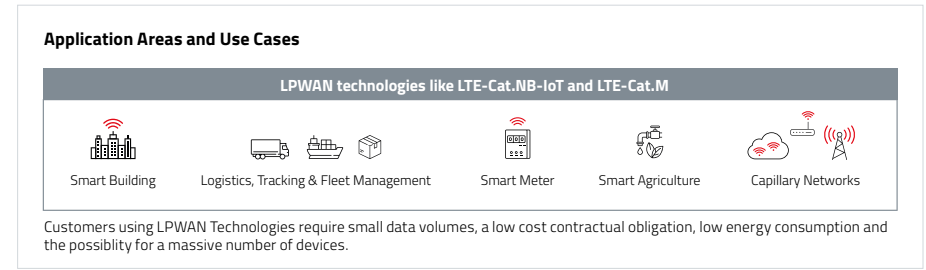 Application Areas and Use Cases
LPWAN technologies like LTE-Cat.NB-IoT and LTE-Cat.M
Smart Building
Logistics, Tracking & Fleet Management
Smart Meter
Smart Agriculture
Capillary Networks
Customers using LPWAN Technologies require small data volumes, a low cost contractual obligation, low energy consumption and
the possiblity for a massive number of devices.